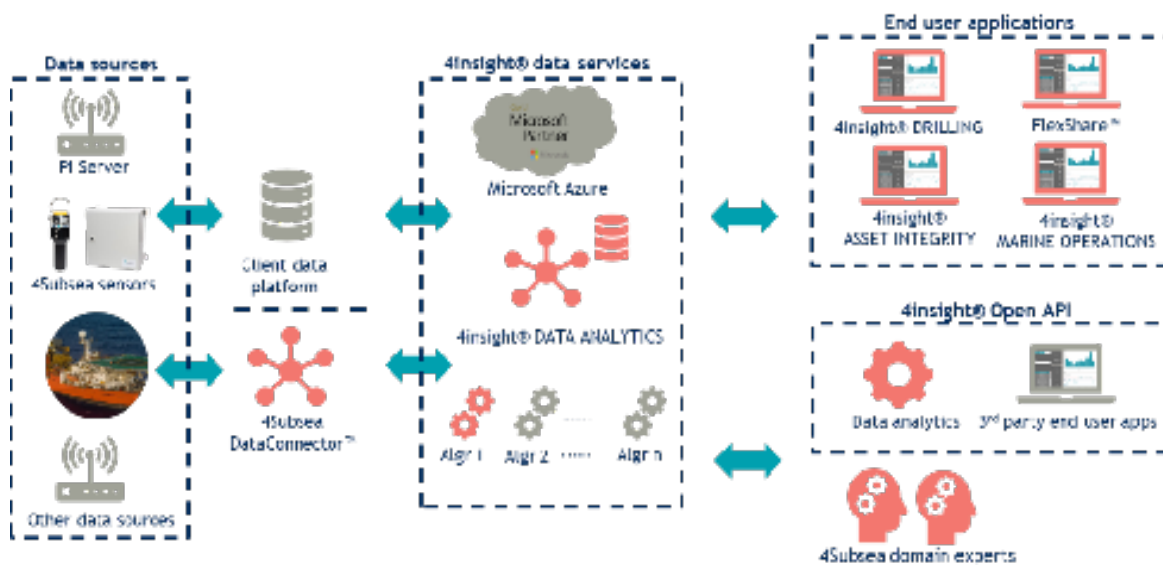 Data sources
PI Server
4Subsea sensors
Other data sources
Client data
platform
4Subsea
DataConnector™
4insight® data services
Microsoft
Partner
Microsoft Azure
4insight® DATA ANALYTICS
Algr 1
Algr 2
......
Algr n
End user applications
4insight® DRILLING
FlexShare™
4insight®
ASSET INTEGRITY
4insight®
MARINE OPERATIONS
4insight® Open API
Data analytics
3rd party end user apps
4Subsea domain experts